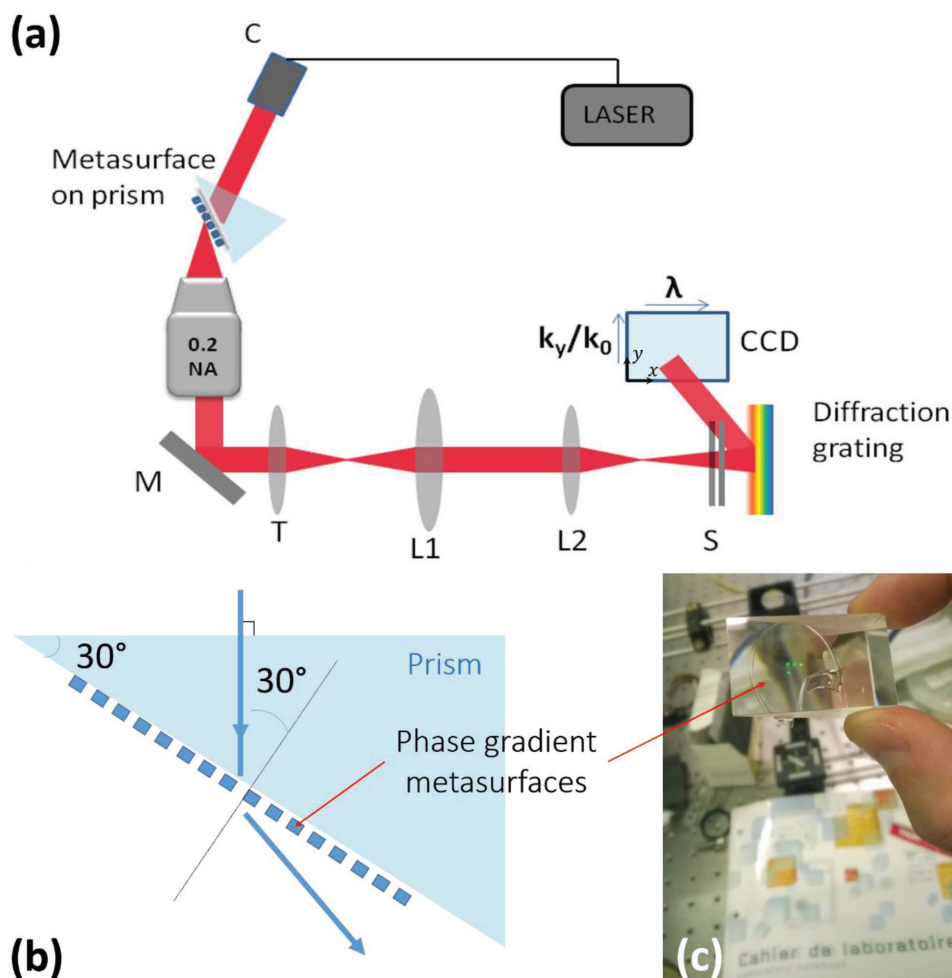 (a)
C
LASER
Metasurface
on prism
0.2
NA
λ
k_y/k_0
y
x
CCD
Diffraction
grating
M
T
L1
L2
S
30°
30°
Prism
Phase gradient
metasurfaces
(b)
(c)
Cahier de laboratoire